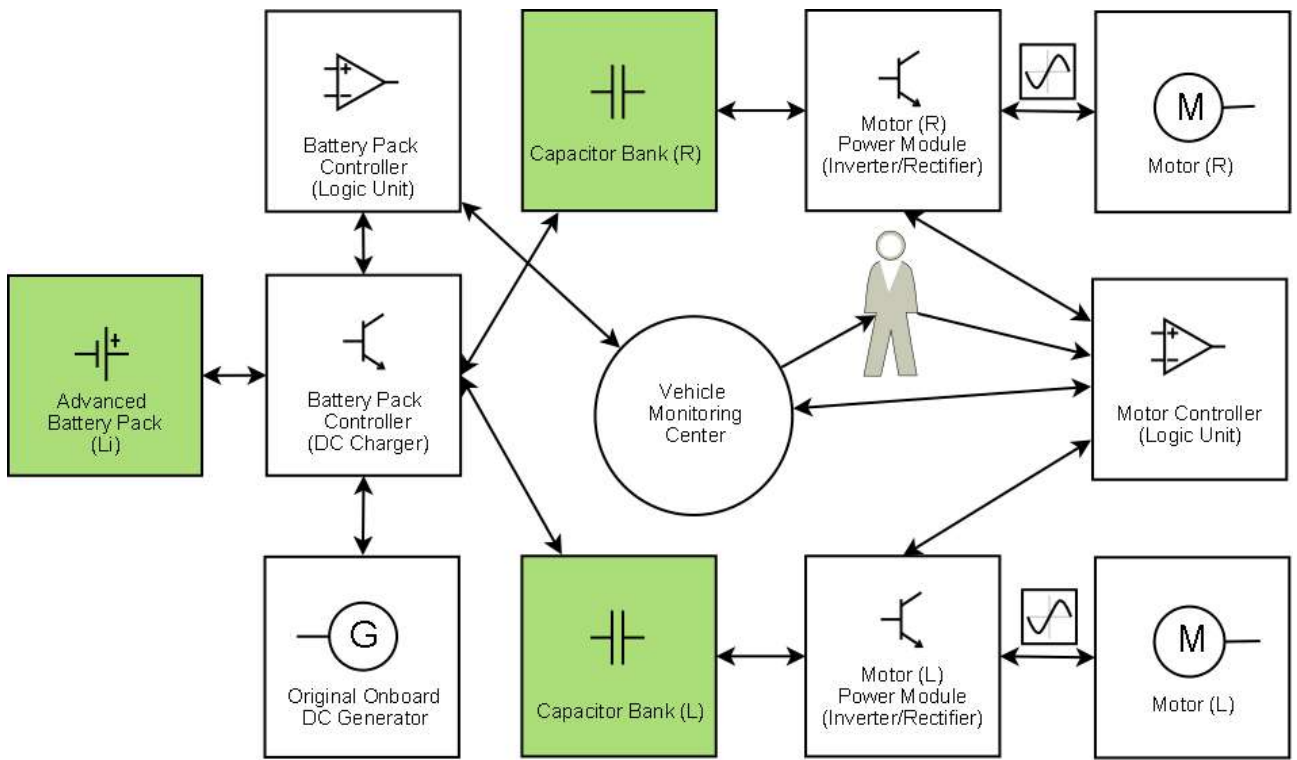 Battery Pack
Controller
(Logic Unit)
Capacitor Bank (R)
Motor (R)
Power Module
(Inverter/Rectifier)
M
Motor (R)
Advanced
Battery Pack
(Li)
Battery Pack
Controller
(DC Charger)
Vehicle
Monitoring
Center
Motor Controller
(Logic Unit)
G
Original Onboard
DC Generator
Capacitor Bank (L)
Motor (L)
Power Module
(Inverter/Rectifier)
M
Motor (L)